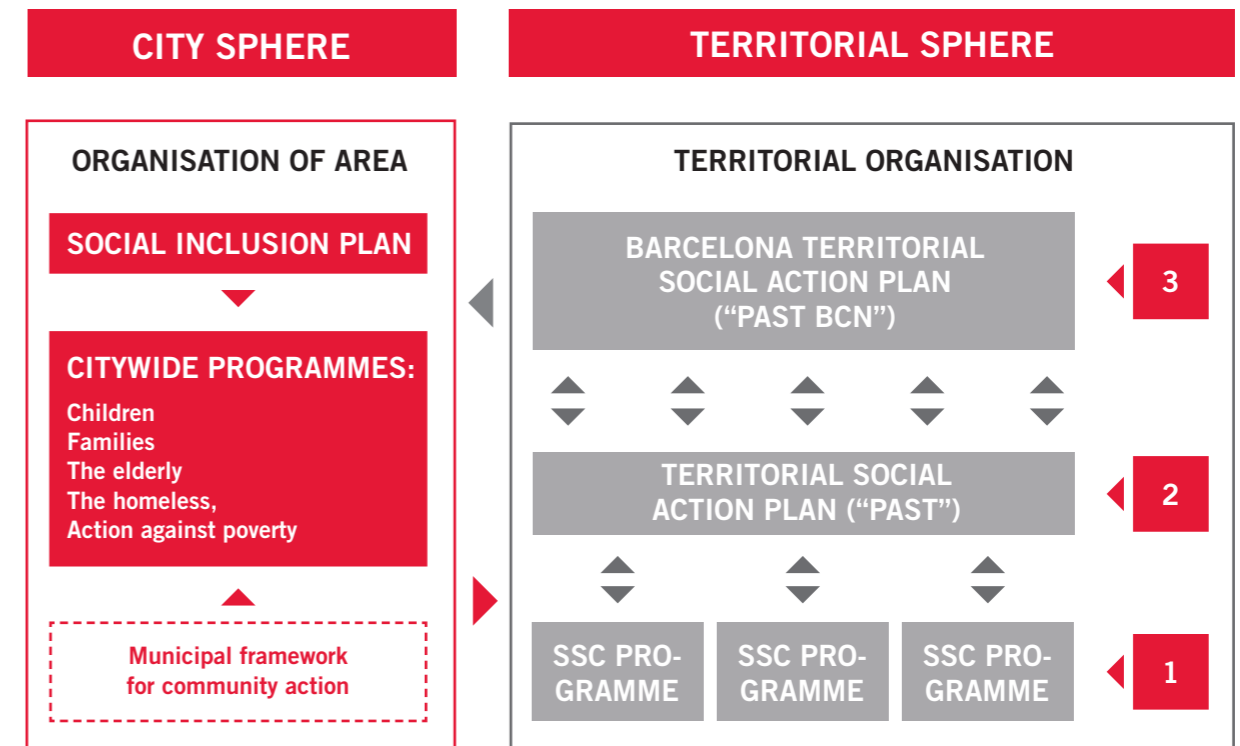 CITY SPHERE
ORGANISATION OF AREA
SOCIAL INCLUSION PLAN
CITYWIDE PROGRAMMES:
Children
Families
The elderly
The homeless,
Action against poverty
Municipal framework
for community action
TERRITORIAL SPHERE
TERRITORIAL ORGANISATION
BARCELONA TERRITORIAL
SOCIAL ACTION PLAN
(“PAST BCN”)
3
TERRITORIAL SOCIAL
ACTION PLAN (“PAST”)
2
SSC PRO-
GRAMME
SSC PRO-
GRAMME
SSC PRO-
GRAMME
1